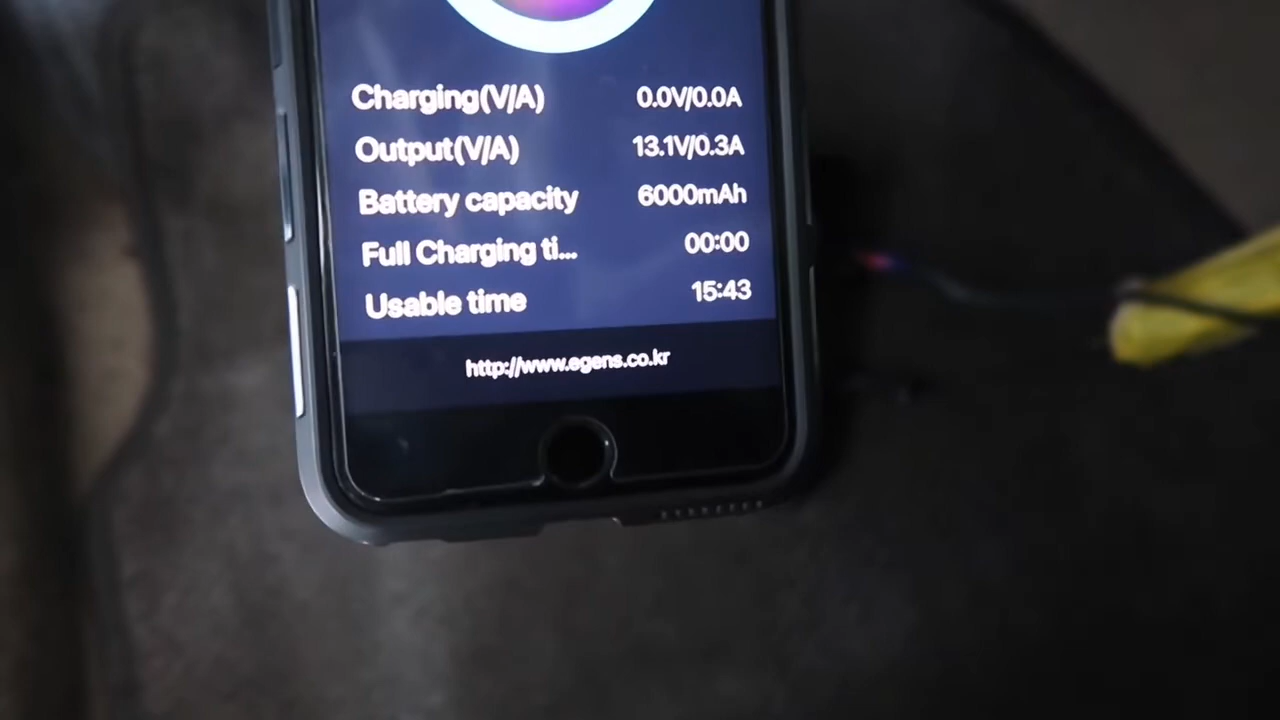 Charging(V/A) 0.0V/0.0A
Output(V/A) 13.1V/0.3A
Battery capacity 6000mAh
Full Charging ti... 00:00
Usable time 15:43
http://www.egens.co.kr